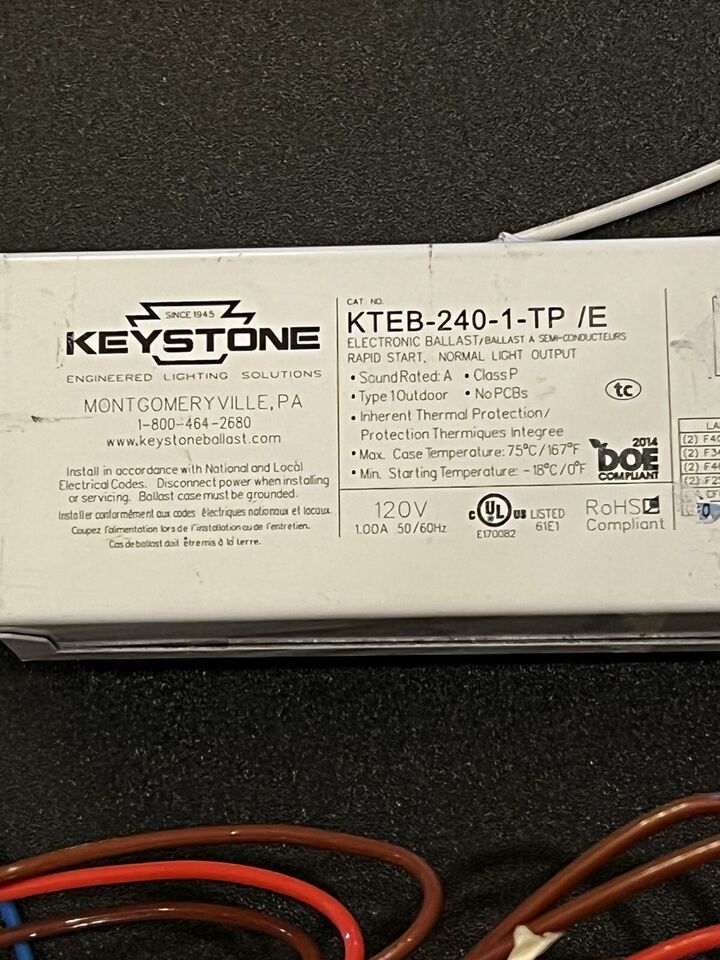 SINCE 1945
KEYSTONE
ENGINEERED LIGHTING SOLUTIONS
MONTGOMERYVILLE, PA
1-800-464-2680
www.keystoneballast.com
Install in accordance with National and Local
Electrical Codes. Disconnect power when installing
or servicing. Ballast case must be grounded.
Installer conformément aux codes électriques nationaux et locaux.
Coupez l'alimentation lors de l'installation ou de l'entretien.
Cas de ballast doit être mis à la terre.
CAT. NO.
KTEB-240-1-TP /E
ELECTRONIC BALLAST/BALLAST A SEMI-CONDUCTEURS
RAPID START, NORMAL LIGHT OUTPUT
• Sound Rated: A • Class P
• Type 1 Outdoor • No PCBs
• Inherent Thermal Protection/
Protection Thermiques Integree
• Max. Case Temperature: 75°C/167°F
• Min. Starting Temperature: -18°C/0°F
tc
2014
DOE
COMPLIANT
120V
1.00A 50/60Hz
c UL us LISTED
E170082 61E1
RoHS
Compliant
LA
(2) F40
(2) F34
(2) F40
(2) F25